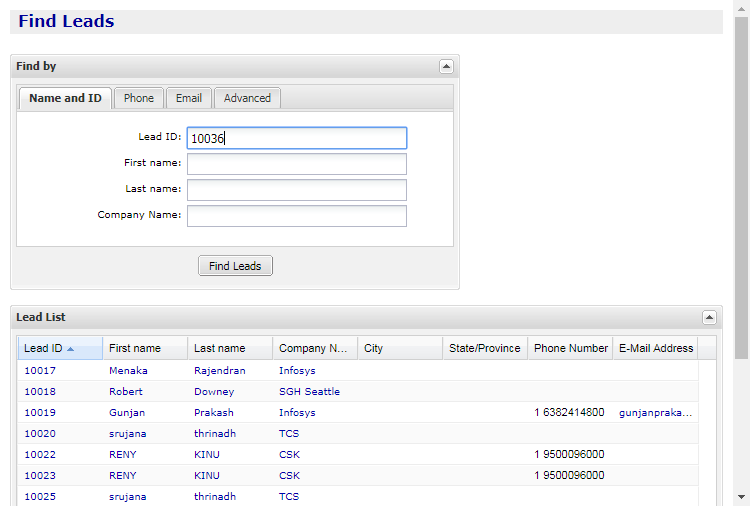 Find Leads
Find by
Name and ID Phone Email Advanced
Lead ID: 10036
First name:
Last name:
Company Name:
Find Leads
Lead List
Lead ID First name Last name Company N... City State/Province Phone Number E-Mail Address
10017 Menaka Rajendran Infosys
10018 Robert Downey SGH Seattle
10019 Gunjan Prakash Infosys 1 6382414800 gunjanpraka...
10020 srujana thrinadh TCS
10022 RENY KINU CSK 1 9500096000
10023 RENY KINU CSK 1 9500096000
10025 srujana thrinadh TCS